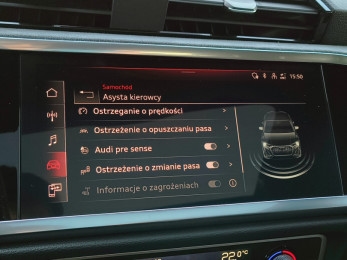 15:50
Samochód
Asysta kierowcy
Ostrzeganie o prędkości
Ostrzeżenie o opuszczaniu pasa
Audi pre sense
Ostrzeżenie o zmianie pasa
Informacje o zagrożeniach
22.0°C